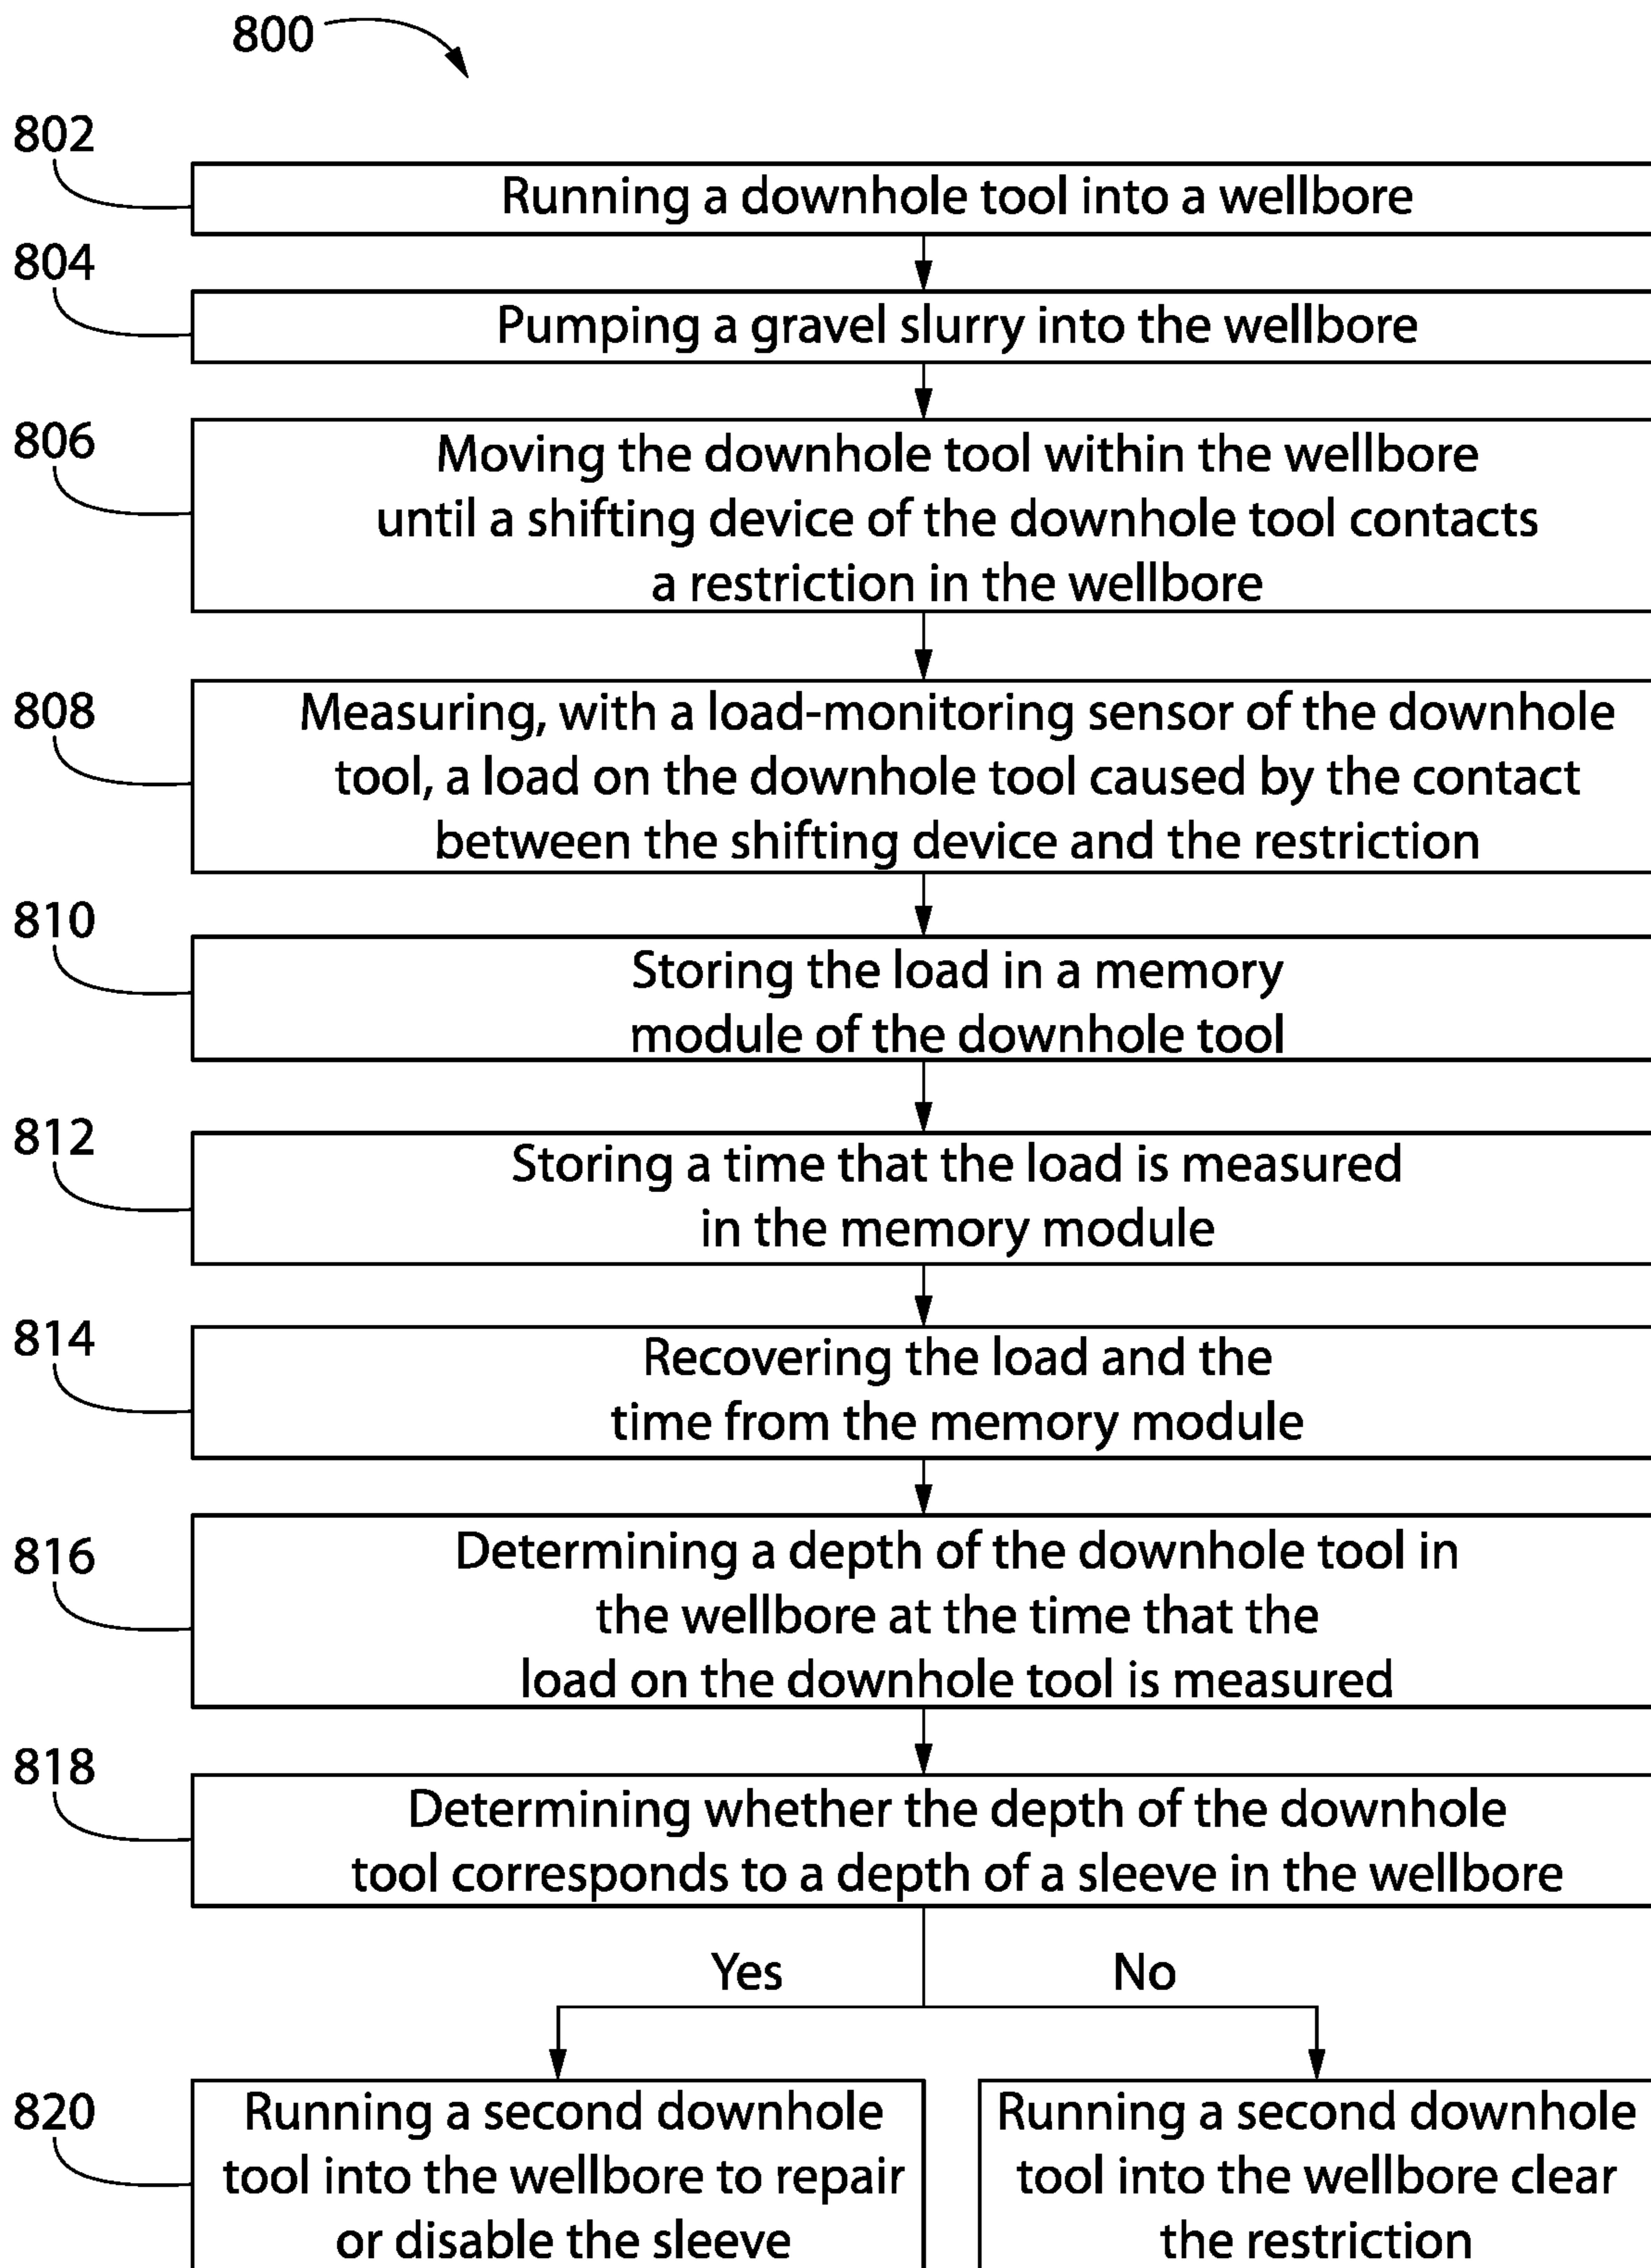 800
802
Running a downhole tool into a wellbore
804
Pumping a gravel slurry into the wellbore
806
Moving the downhole tool within the wellbore
until a shifting device of the downhole tool contacts
a restriction in the wellbore
808
Measuring, with a load-monitoring sensor of the downhole
tool, a load on the downhole tool caused by the contact
between the shifting device and the restriction
810
Storing the load in a memory
module of the downhole tool
812
Storing a time that the load is measured
in the memory module
814
Recovering the load and the
time from the memory module
816
Determining a depth of the downhole tool in
the wellbore at the time that the
load on the downhole tool is measured
818
Determining whether the depth of the downhole
tool corresponds to a depth of a sleeve in the wellbore
Yes
No
820
Running a second downhole
tool into the wellbore to repair
or disable the sleeve
Running a second downhole
tool into the wellbore clear
the restriction